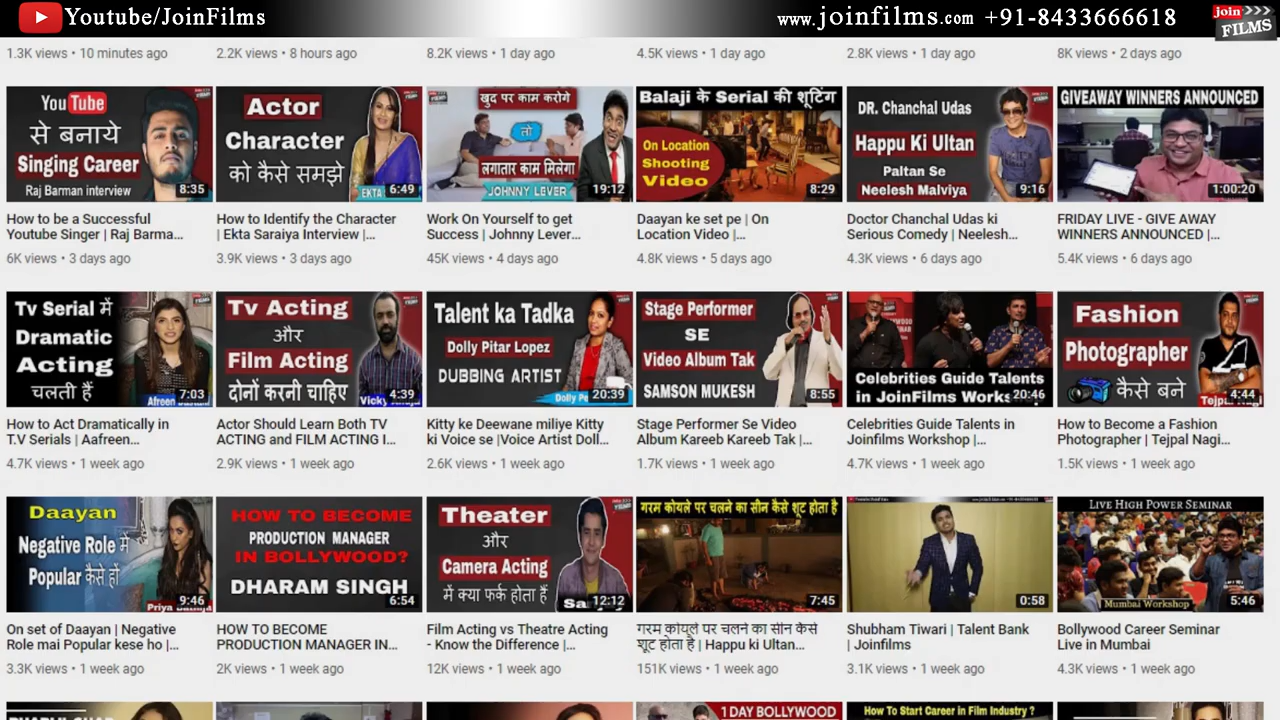 Youtube/JoinFilms
www.joinfilms.com +91-8433666618
join
FILMS
1.3K views • 10 minutes ago
2.2K views • 8 hours ago
8.2K views • 1 day ago
4.5K views • 1 day ago
2.8K views • 1 day ago
8K views • 2 days ago
YouTube
से बनाये
Singing Career
Raj Barman interview
8:35
Actor
Character
को कैसे समझे
EKTA
6:49
खुद पर काम करोगे
तो
लगातार काम मिलेगा
JOHNNY LEVER
19:12
Balaji के Serial की शूटिंग
On Location
Shooting
Video
8:29
DR. Chanchal Udas
Happu Ki Ultan
Paltan Se
Neelesh Malviya
9:16
GIVEAWAY WINNERS ANNOUNCED
1:00:20
How to be a Successful
Youtube Singer | Raj Barma...
How to Identify the Character
| Ekta Saraiya Interview |...
Work On Yourself to get
Success | Johnny Lever...
Daayan ke set pe | On
Location Video |...
Doctor Chanchal Udas ki
Serious Comedy | Neelesh...
FRIDAY LIVE - GIVE AWAY
WINNERS ANNOUNCED |...
6K views • 3 days ago
3.9K views • 3 days ago
45K views • 4 days ago
4.8K views • 5 days ago
4.3K views • 6 days ago
5.4K views • 6 days ago
Tv Serial में
Dramatic
Acting
चलती हैं
Afreen
7:03
Tv Acting
और
Film Acting
दोनों करनी चाहिए
Vicky
4:39
Talent ka Tadka
Dolly Pitar Lopez
DUBBING ARTIST
20:39
Stage Performer
SE
Video Album Tak
SAMSON MUKESH
8:55
Celebrities Guide Talents
in JoinFilms
20:46
Fashion
Photographer
कैसे बने
4:44
How to Act Dramatically in
T.V Serials | Aafreen...
Actor Should Learn Both TV
ACTING and FILM ACTING I...
Kitty ke Deewane miliye Kitty
ki Voice se |Voice Artist Doll...
Stage Performer Se Video
Album Kareeb Kareeb Tak |...
Celebrities Guide Talents in
Joinfilms Workshop |...
How to Become a Fashion
Photographer | Tejpal Nagi...
4.7K views • 1 week ago
2.9K views • 1 week ago
2.6K views • 1 week ago
1.7K views • 1 week ago
4.7K views • 1 week ago
1.5K views • 1 week ago
Daayan
Negative Role में
Popular कैसे हों
Priya
9:46
HOW TO BECOME
PRODUCTION MANAGER
IN BOLLYWOOD?
DHARAM SINGH
6:54
Theater
और
Camera Acting
में क्या फर्क होता हैं
12:12
गरम कोयले पर चलने का सीन कैसे शूट होता है
7:45
0:58
LIVE HIGH POWER SEMINAR
Mumbai Workshop
5:46
On set of Daayan | Negative
Role mai Popular kese ho |...
HOW TO BECOME
PRODUCTION MANAGER IN...
Film Acting vs Theatre Acting
- Know the Difference |...
गरम कोयले पर चलने का सीन कैसे
शूट होता है | Happu ki Ultan...
Shubham Tiwari | Talent Bank
| Joinfilms
Bollywood Career Seminar
Live in Mumbai
3.3K views • 1 week ago
2K views • 1 week ago
12K views • 1 week ago
151K views • 1 week ago
3.1K views • 1 week ago
4.3K views • 1 week ago
1 DAY BOLLYWOOD
How To Start Career in Film Industry ?